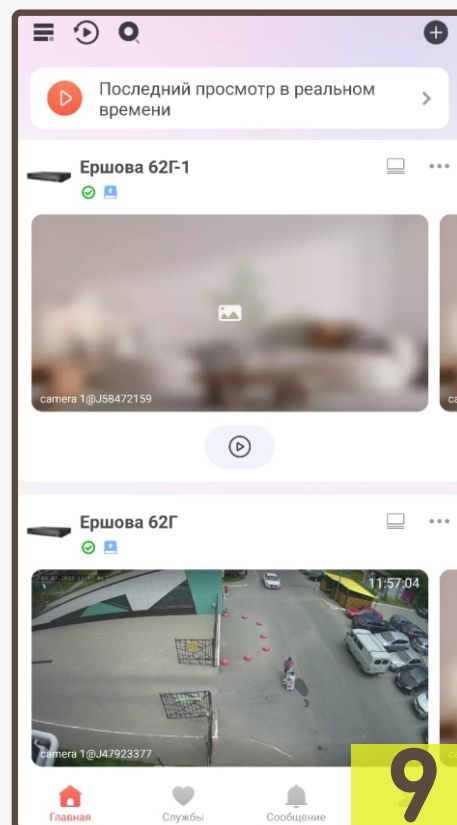 Последний просмотр в реальном
времени
Ершова 62Г-1
camera 1@J58472159
Ершова 62Г
11:57:04
camera 1@J47923377
Главная
Службы
Сообщение
9